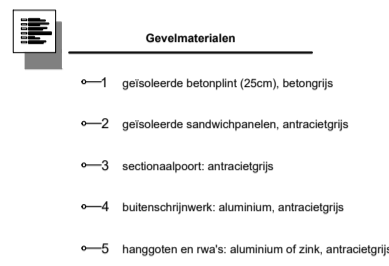 Gevelmaterialen
1 geïsoleerde betonplint (25cm), betongrijs
2 geïsoleerde sandwichpanelen, antracietgrijs
3 sectionaalpoort: antracietgrijs
4 buitenschrijnwerk: aluminium, antracietgrijs
5 hanggoten en rwa's: aluminium of zink, antracietgrijs